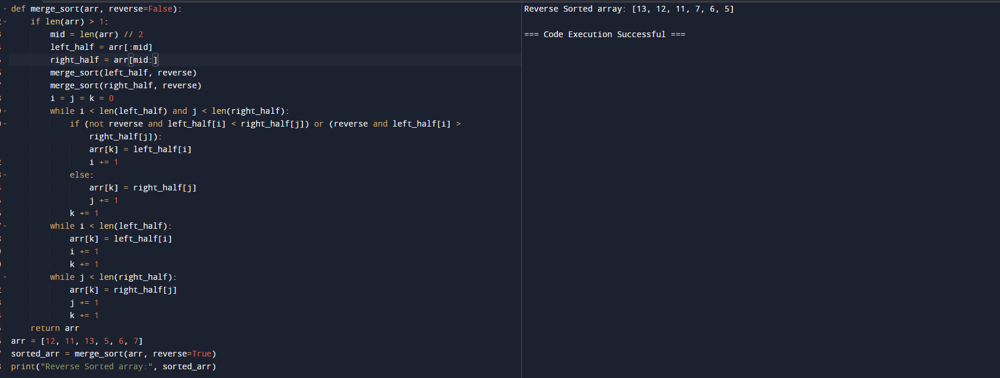 def merge_sort(arr, reverse=False):
    if len(arr) > 1:
        mid = len(arr) // 2
        left_half = arr[:mid]
        right_half = arr[mid:]
        merge_sort(left_half, reverse)
        merge_sort(right_half, reverse)
        i = j = k = 0
        while i < len(left_half) and j < len(right_half):
            if (not reverse and left_half[i] < right_half[j]) or (reverse and left_half[i] >
                right_half[j]):
                arr[k] = left_half[i]
                i += 1
            else:
                arr[k] = right_half[j]
                j += 1
            k += 1
        while i < len(left_half):
            arr[k] = left_half[i]
            i += 1
            k += 1
        while j < len(right_half):
            arr[k] = right_half[j]
            j += 1
            k += 1
    return arr
arr = [12, 11, 13, 5, 6, 7]
sorted_arr = merge_sort(arr, reverse=True)
print("Reverse Sorted array:", sorted_arr)
Reverse Sorted array: [13, 12, 11, 7, 6, 5]
=== Code Execution Successful ===